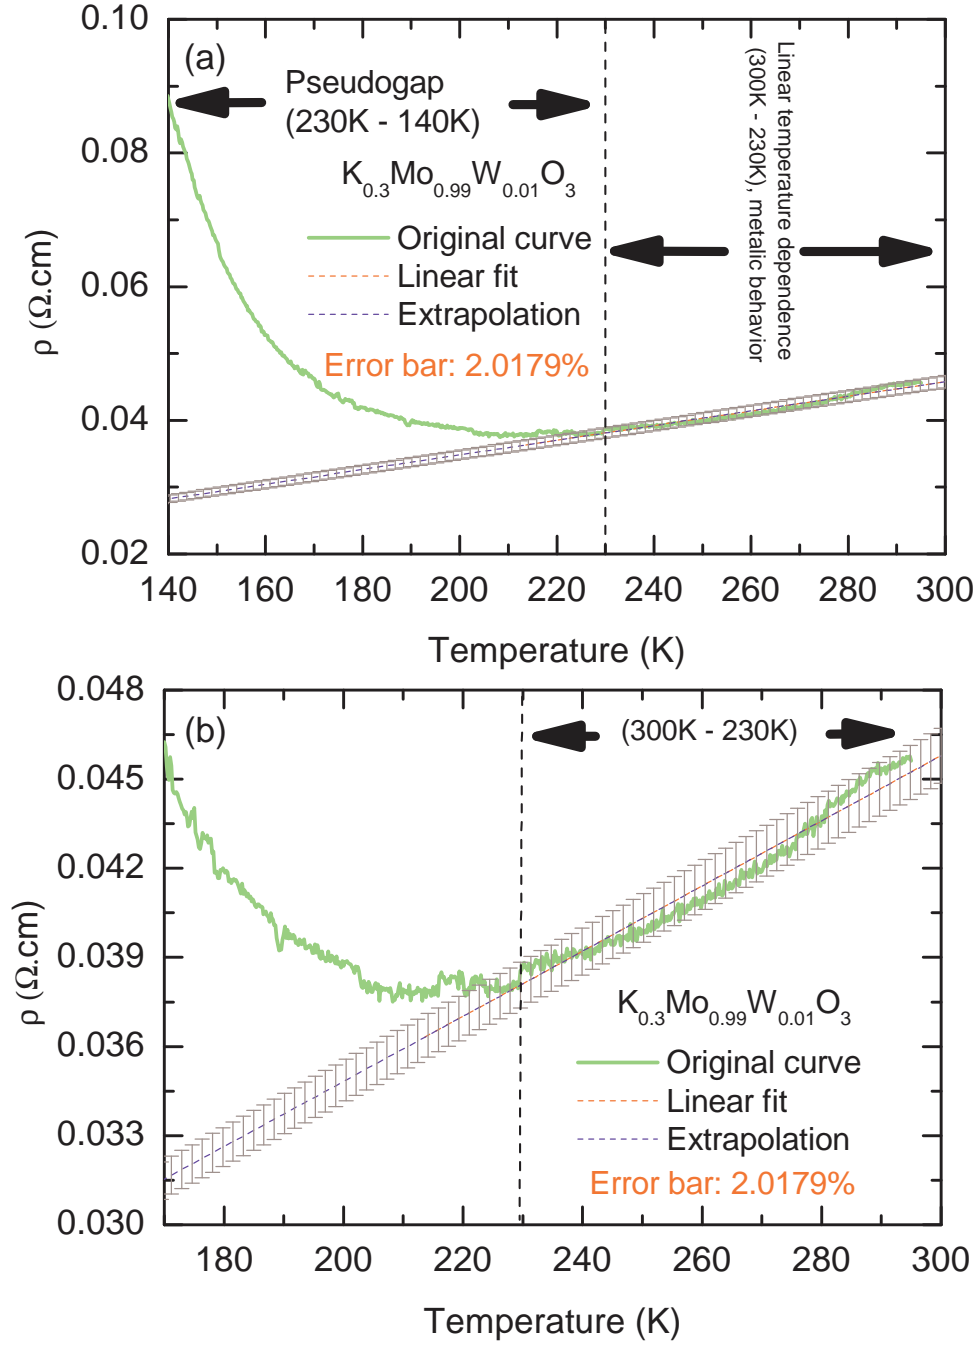 (a)
Pseudogap
(230K - 140K)
K0.3Mo0.99W0.01O3
Original curve
Linear fit
Extrapolation
Error bar: 2.0179%
Linear temperature dependence
(300K - 230K), metalic behavior
0.10
0.08
0.06
0.04
0.02
ρ (Ω.cm)
140 160 180 200 220 240 260 280 300
Temperature (K)
(b)
(300K - 230K)
K0.3Mo0.99W0.01O3
Original curve
Linear fit
Extrapolation
Error bar: 2.0179%
0.048
0.045
0.042
0.039
0.036
0.033
0.030
ρ (Ω.cm)
180 200 220 240 260 280 300
Temperature (K)